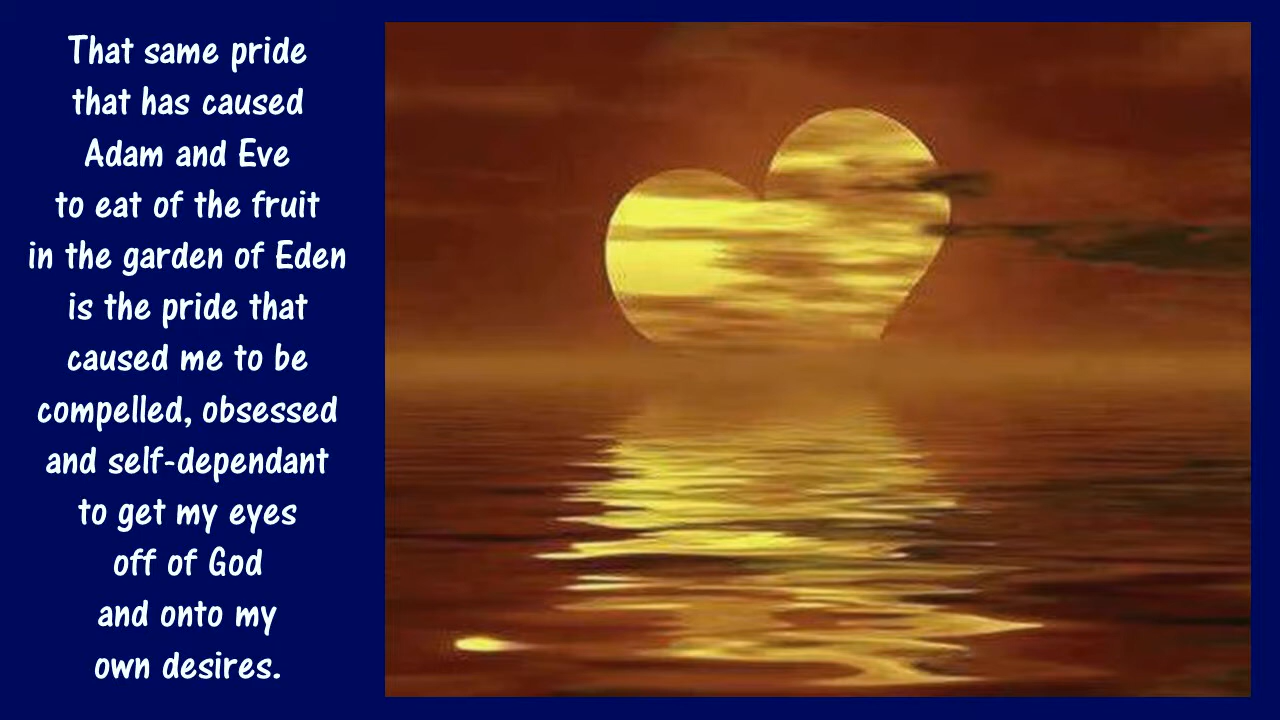 That same pride
that has caused
Adam and Eve
to eat of the fruit
in the garden of Eden
is the pride that
caused me to be
compelled, obsessed
and self-dependant
to get my eyes
off of God
and onto my
own desires.